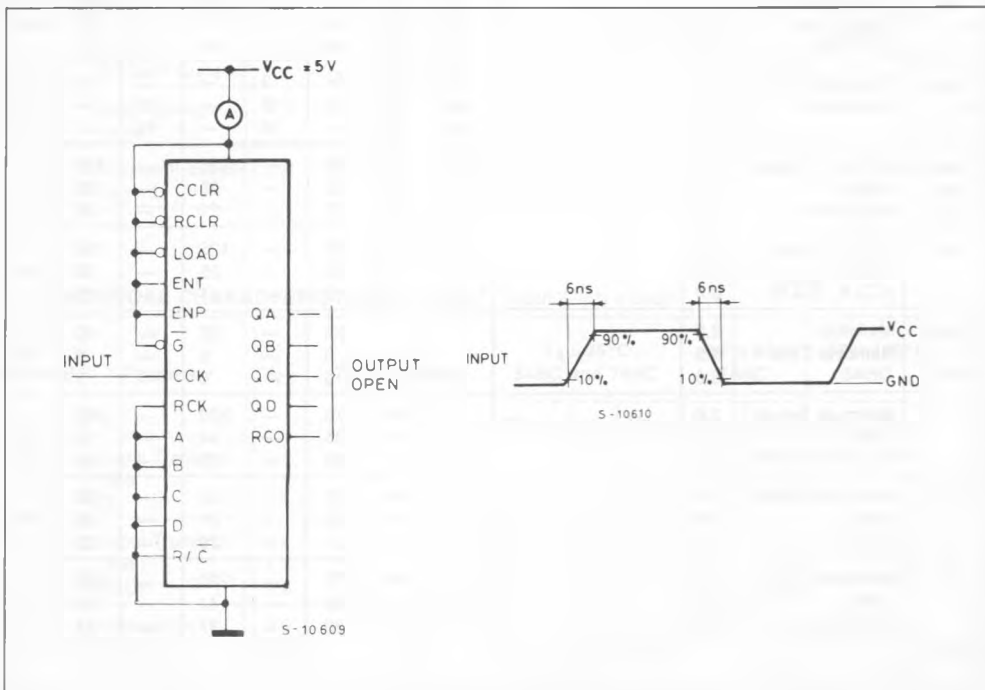 VCC = 5V
A
CCLR
RCLR
LOAD
ENT
ENP
G̅
INPUT
CCK
RCK
A
B
C
D
R/C̅
QA
QB
QC
QD
RCO
OUTPUT
OPEN
S-10609
6ns
6ns
INPUT
90%
90%
10%
10%
VCC
GND
S-10610